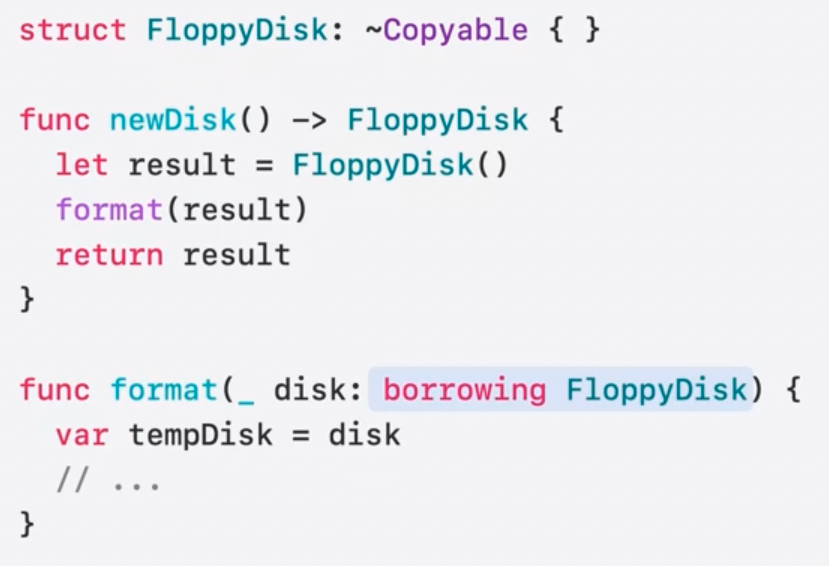 struct FloppyDisk: ~Copyable { }
func newDisk() -> FloppyDisk {
let result = FloppyDisk()
format(result)
return result
}
func format(_ disk: borrowing FloppyDisk) {
var tempDisk = disk
// ...
}